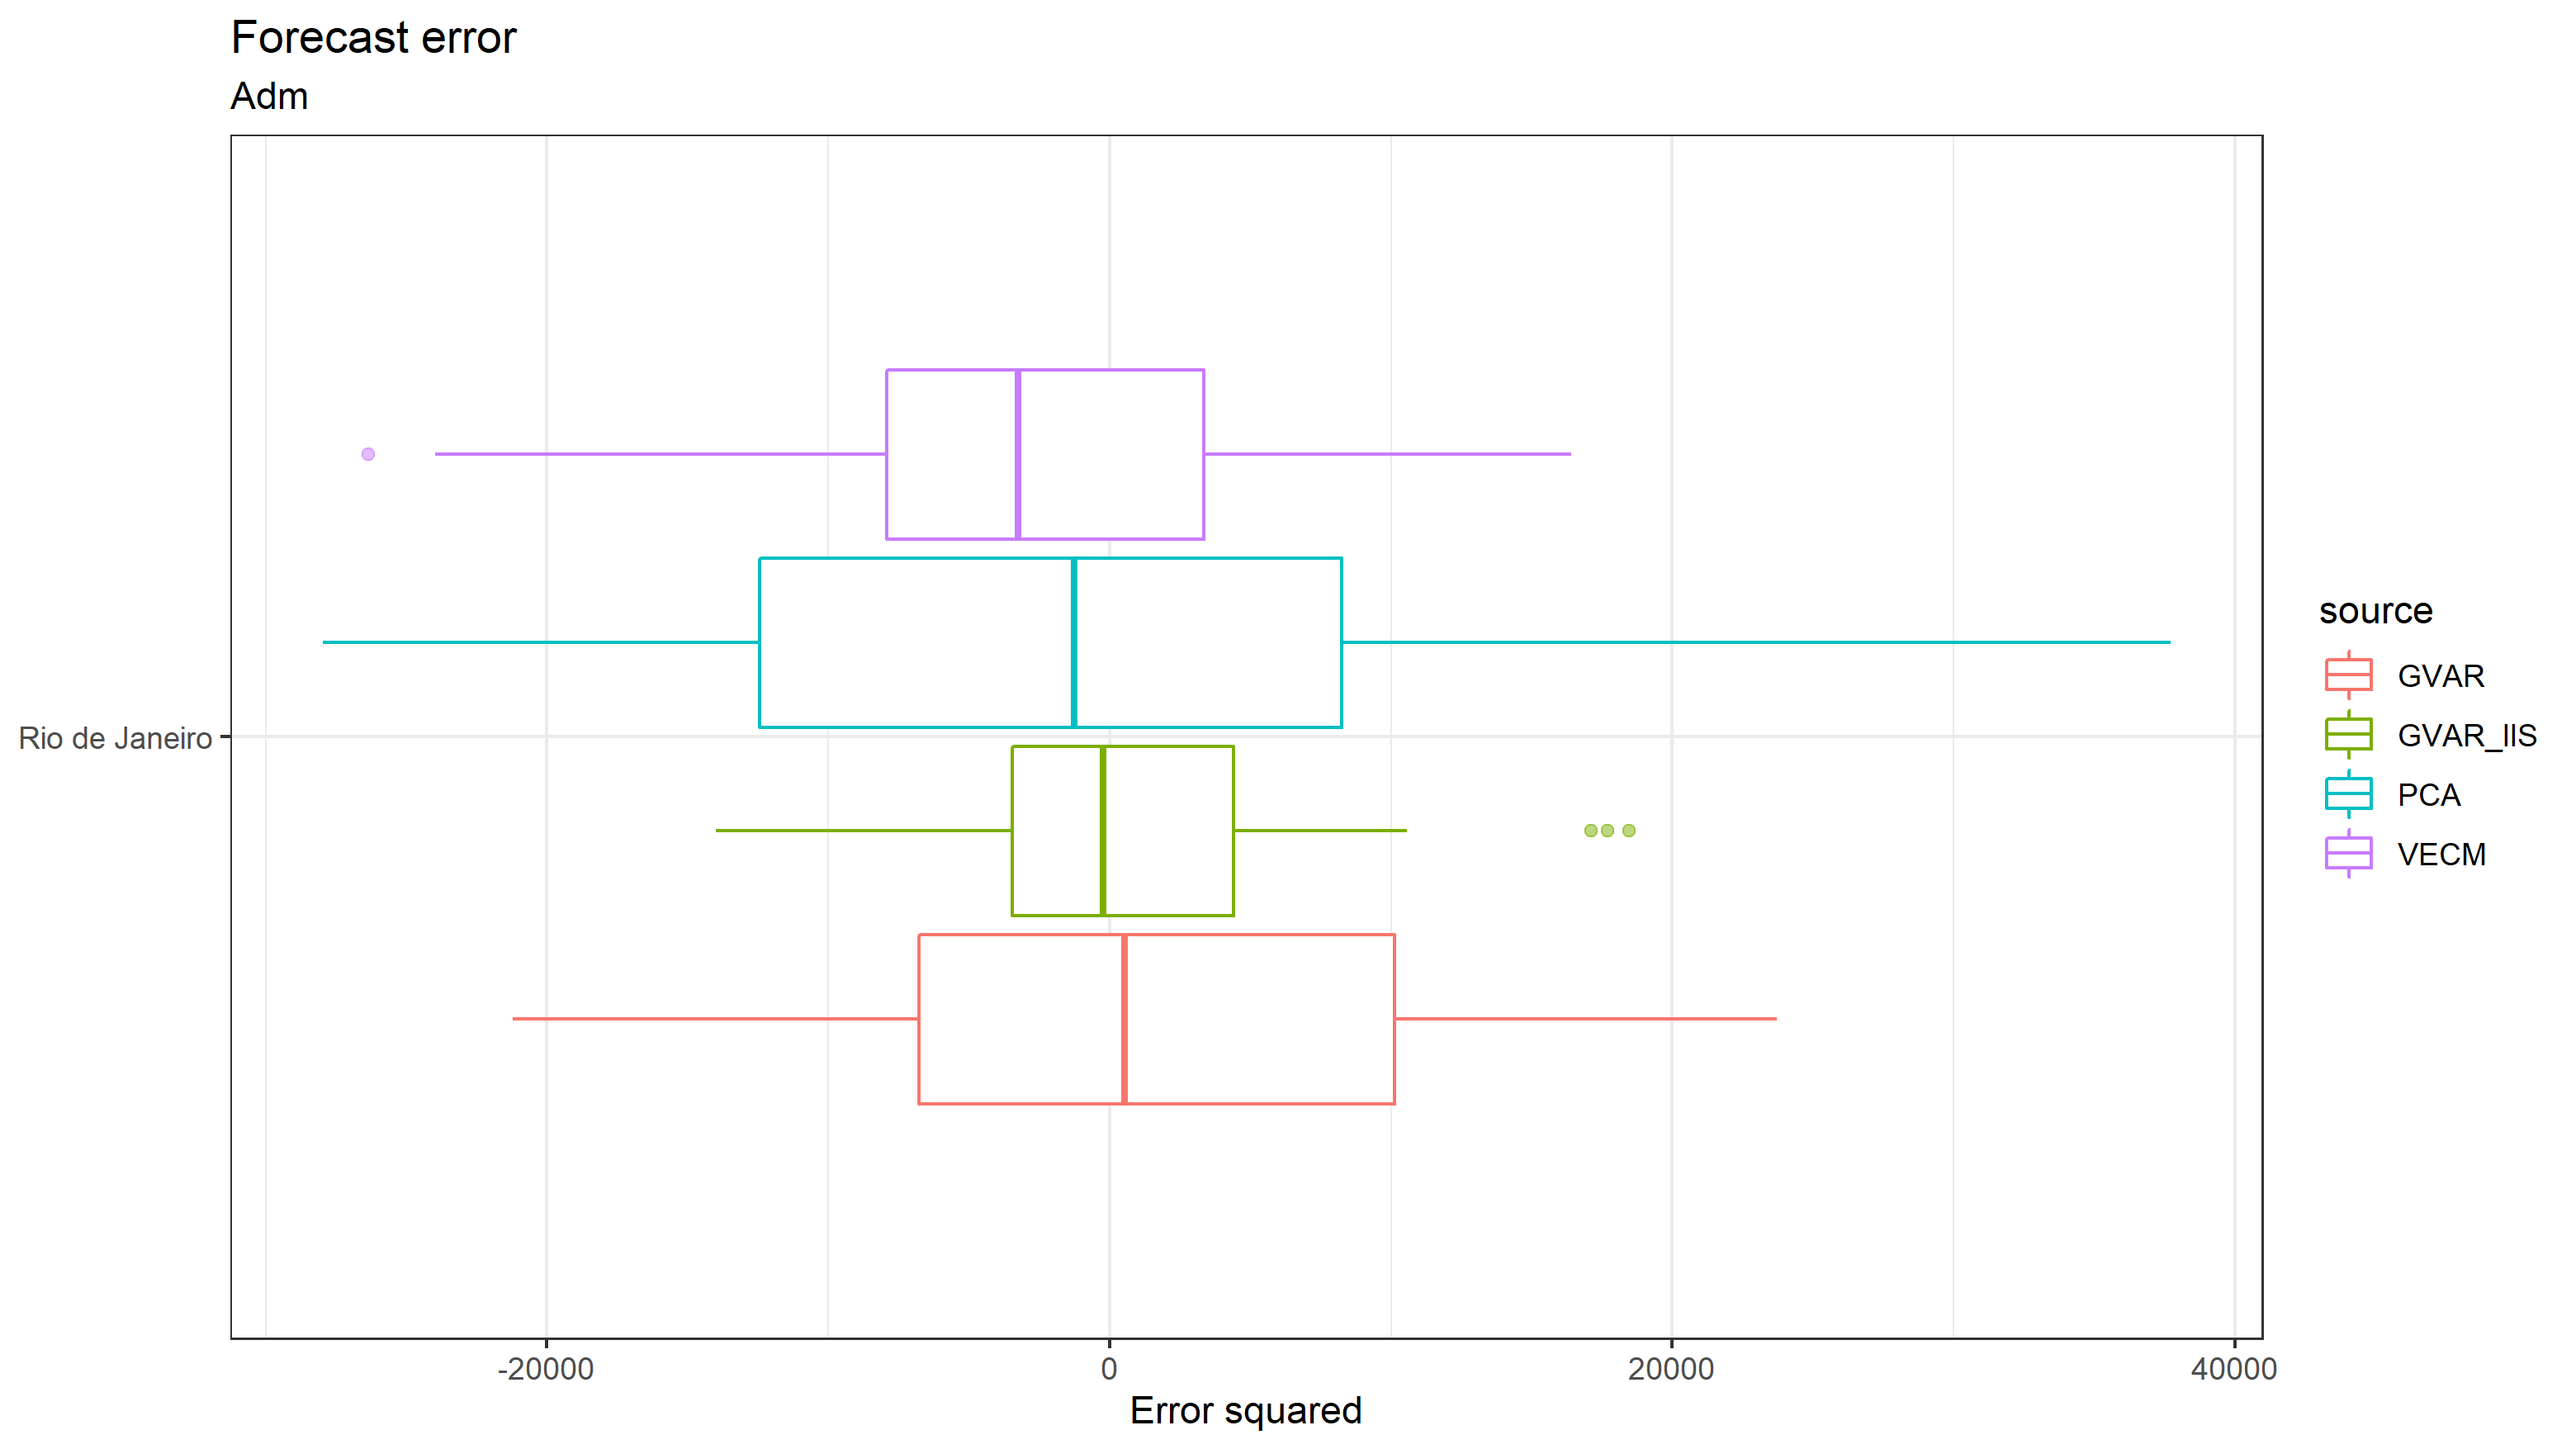 Forecast error
Adm
Rio de Janeiro
-20000
0
20000
40000
Error squared
source
GVAR
GVAR_IIS
PCA
VECM